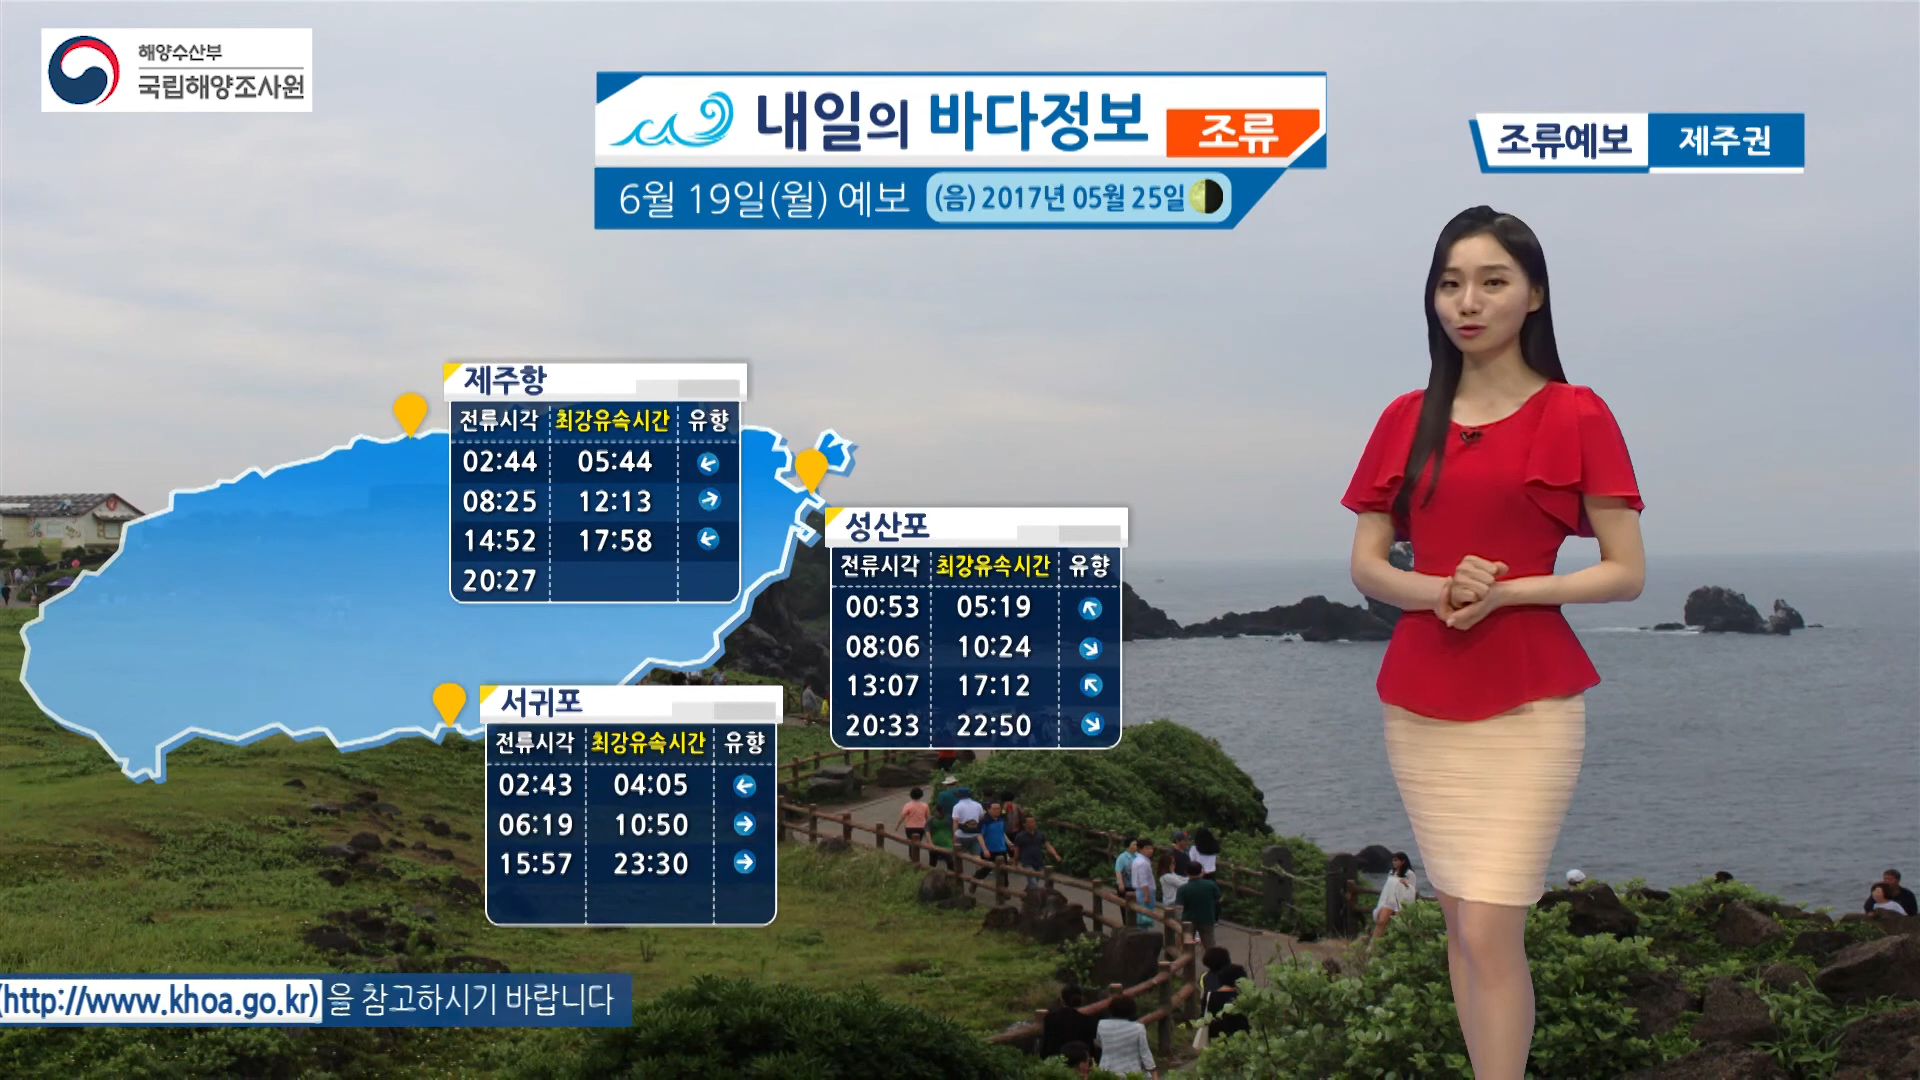 해양수산부
국립해양조사원
내일의 바다정보 조류
6월 19일(월) 예보 (음) 2017년 05월 25일
조류예보 제주권
제주항
전류시각 최강유속시간 유향
02:44 05:44
08:25 12:13
14:52 17:58
20:27
성산포
전류시각 최강유속시간 유향
00:53 05:19
08:06 10:24
13:07 17:12
20:33 22:50
서귀포
전류시각 최강유속시간 유향
02:43 04:05
06:19 10:50
15:57 23:30
(http://www.khoa.go.kr)을 참고하시기 바랍니다